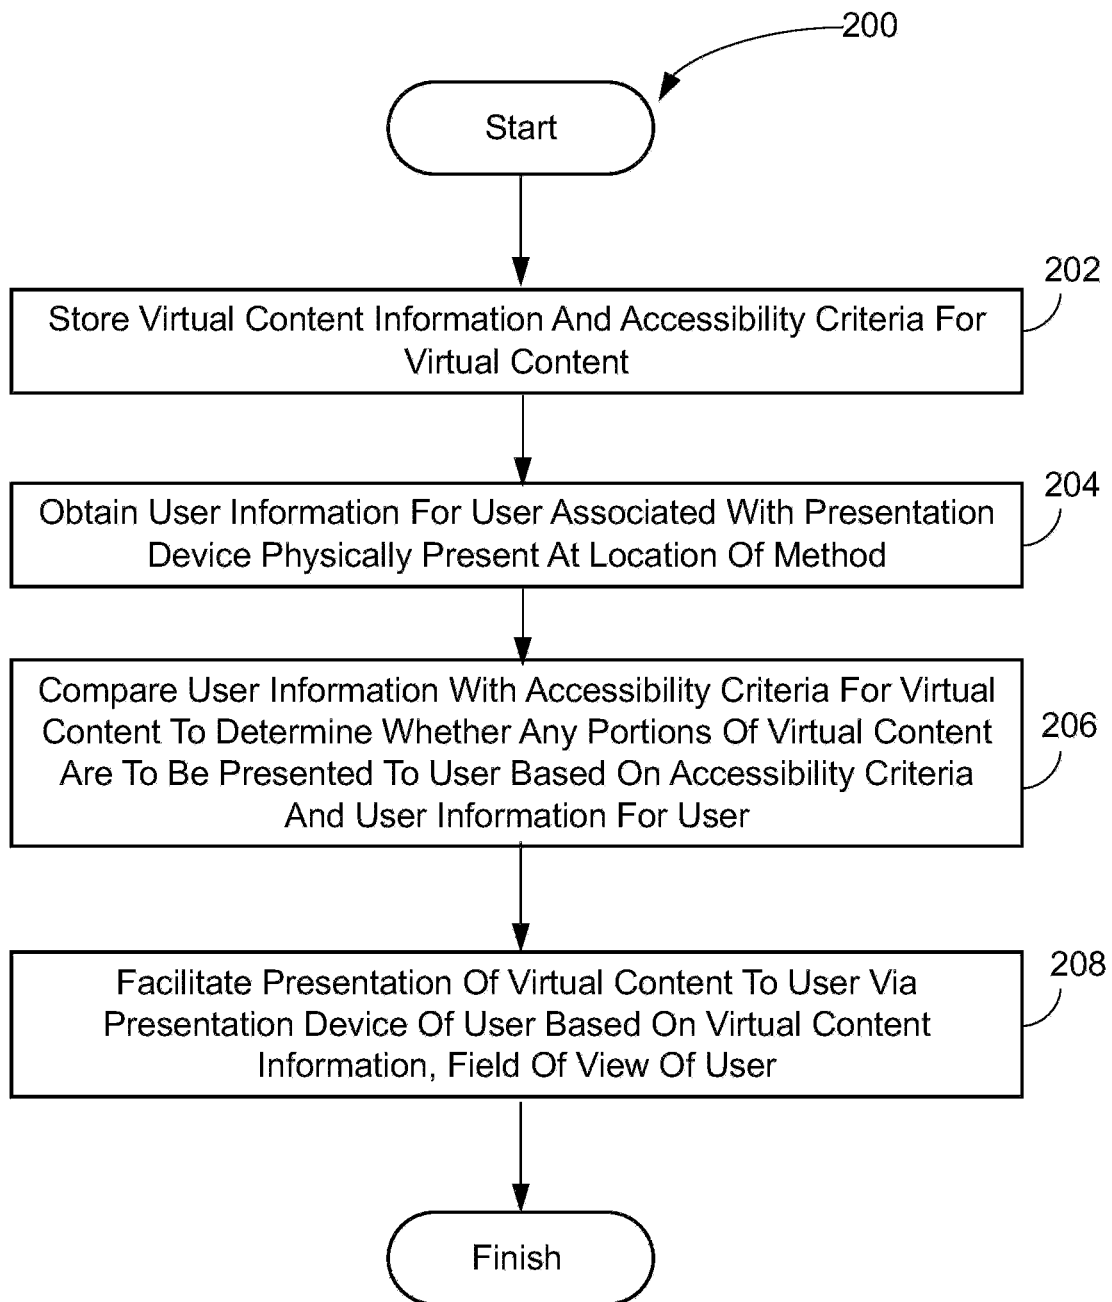 200
Start
202
Store Virtual Content Information And Accessibility Criteria For
Virtual Content
204
Obtain User Information For User Associated With Presentation
Device Physically Present At Location Of Method
Compare User Information With Accessibility Criteria For Virtual
Content To Determine Whether Any Portions Of Virtual Content
206
Are To Be Presented To User Based On Accessibility Criteria
And User Information For User
208
Facilitate Presentation Of Virtual Content To User Via
Presentation Device Of User Based On Virtual Content
Information, Field Of View Of User
Finish